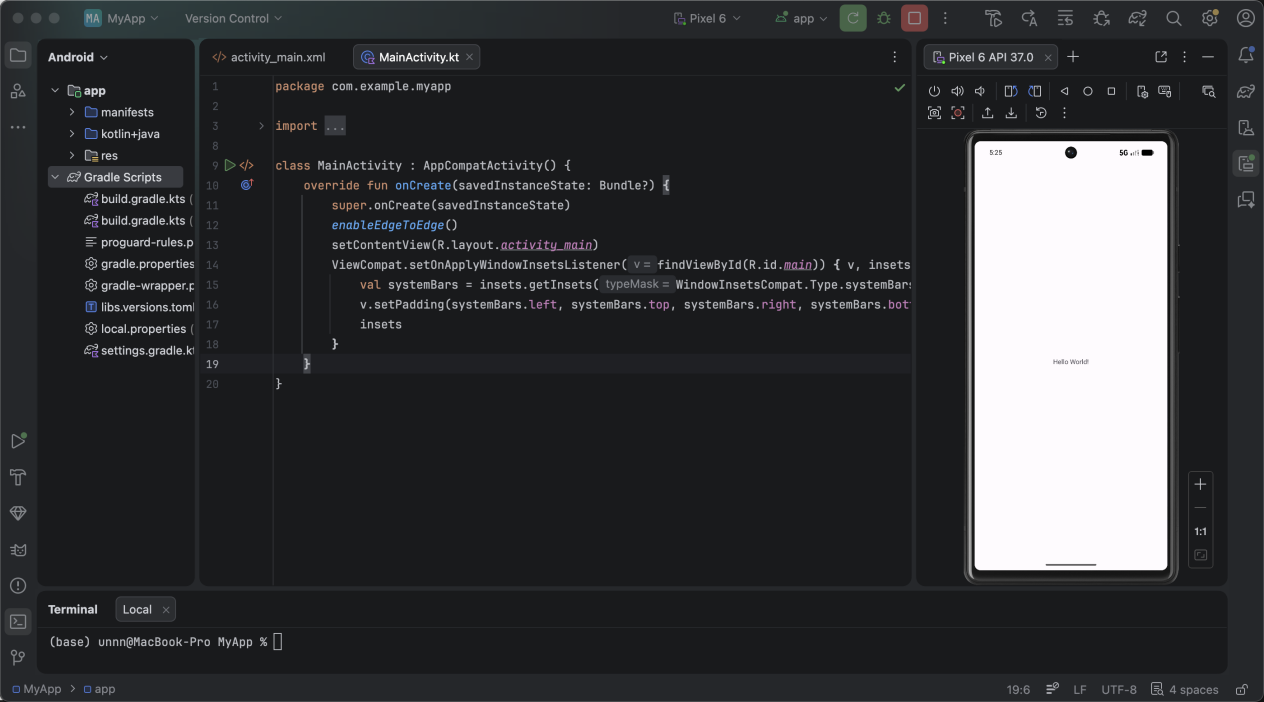 MA MyApp Version Control Pixel 6 app
Android
app
manifests
kotlin+java
res
Gradle Scripts
build.gradle.kts (
build.gradle.kts (
proguard-rules.p
gradle.properties
gradle-wrapper.p
libs.versions.toml
local.properties (
settings.gradle.kt
activity_main.xml MainActivity.kt
1 package com.example.myapp
2
3 import ...
8
9 class MainActivity : AppCompatActivity() {
10 override fun onCreate(savedInstanceState: Bundle?) {
11 super.onCreate(savedInstanceState)
12 enableEdgeToEdge()
13 setContentView(R.layout.activity_main)
14 ViewCompat.setOnApplyWindowInsetsListener( v = findViewById(R.id.main)) { v, insets
15 val systemBars = insets.getInsets( typeMask = WindowInsetsCompat.Type.systemBars
16 v.setPadding(systemBars.left, systemBars.top, systemBars.right, systemBars.bott
17 insets
18 }
19 }
20 }
Pixel 6 API 37.0
5:25 5G
Hello World!
1:1
Terminal Local
(base) unnn@MacBook-Pro MyApp %
MyApp app 19:6 LF UTF-8 4 spaces